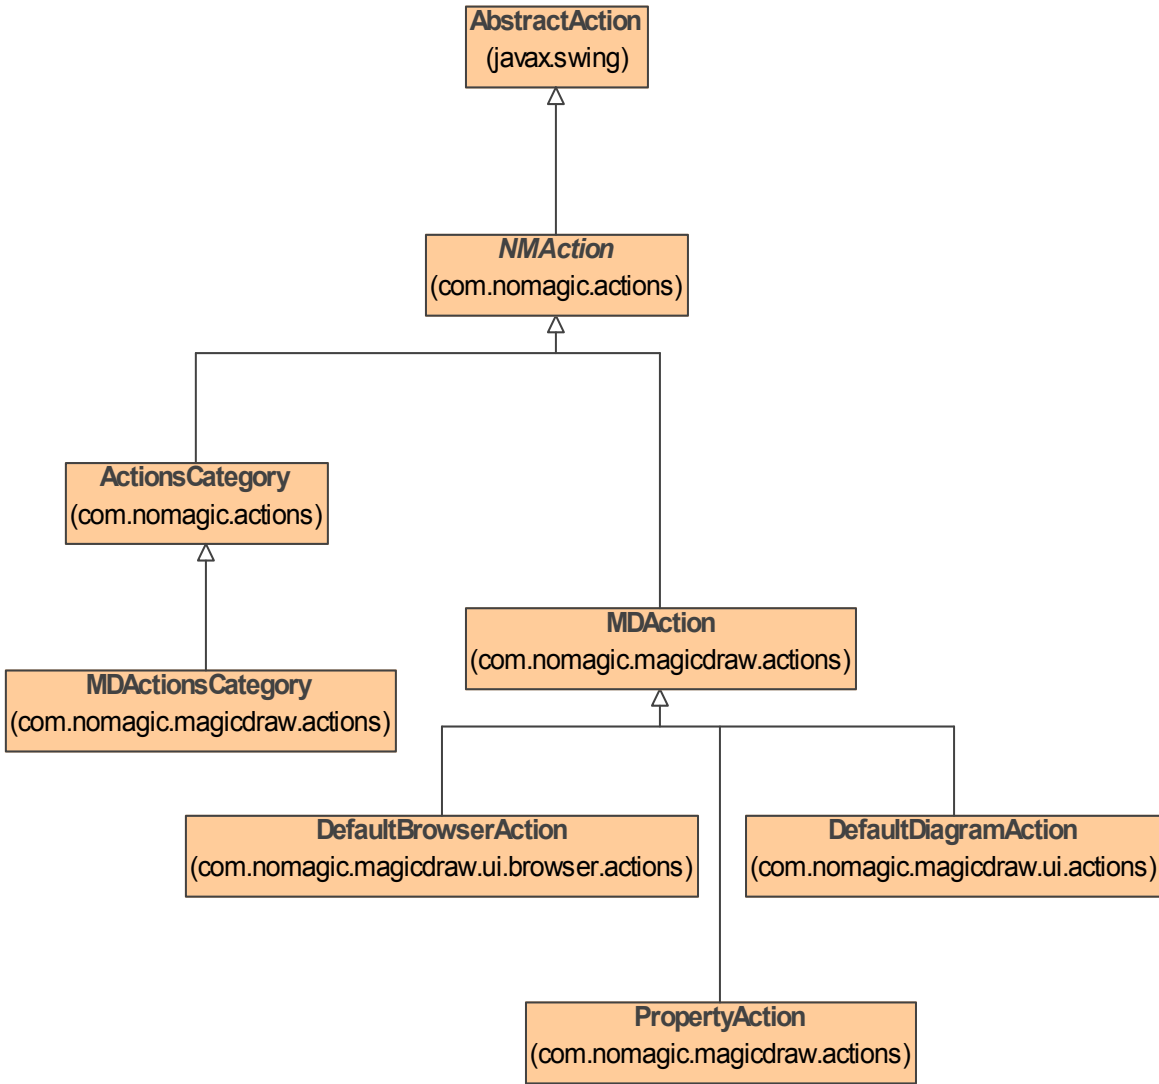 AbstractAction
(javax.swing)
NMAction
(com.nomagic.actions)
ActionsCategory
(com.nomagic.actions)
MDAction
(com.nomagic.magicdraw.actions)
MDActionsCategory
(com.nomagic.magicdraw.actions)
DefaultBrowserAction
(com.nomagic.magicdraw.ui.browser.actions)
DefaultDiagramAction
(com.nomagic.magicdraw.ui.actions)
PropertyAction
(com.nomagic.magicdraw.actions)